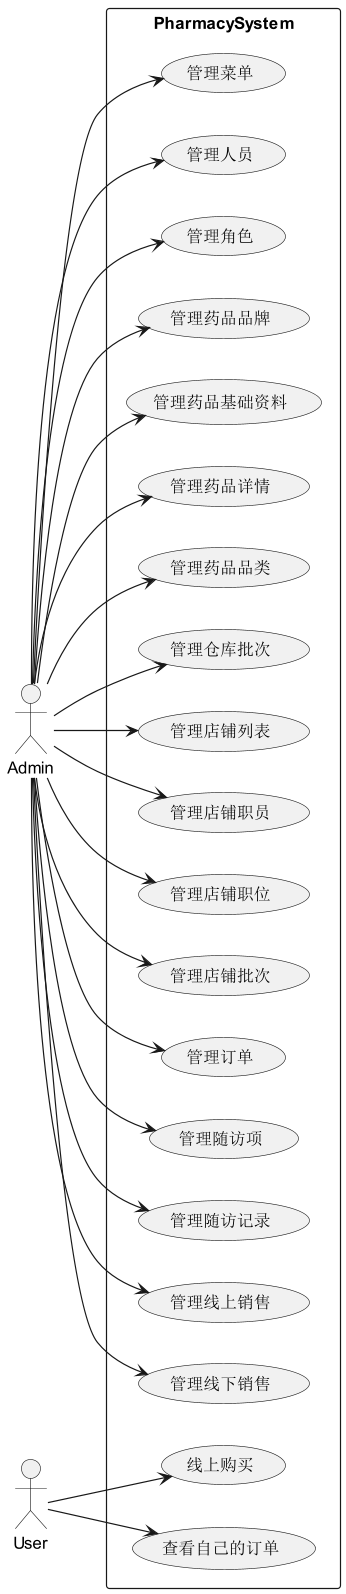 PharmacySystem
管理菜单
管理人员
管理角色
管理药品品牌
管理药品基础资料
管理药品详情
管理药品品类
管理仓库批次
管理店铺列表
Admin
管理店铺职员
管理店铺职位
管理店铺批次
管理订单
管理随访项
管理随访记录
管理线上销售
管理线下销售
线上购买
User
查看自己的订单